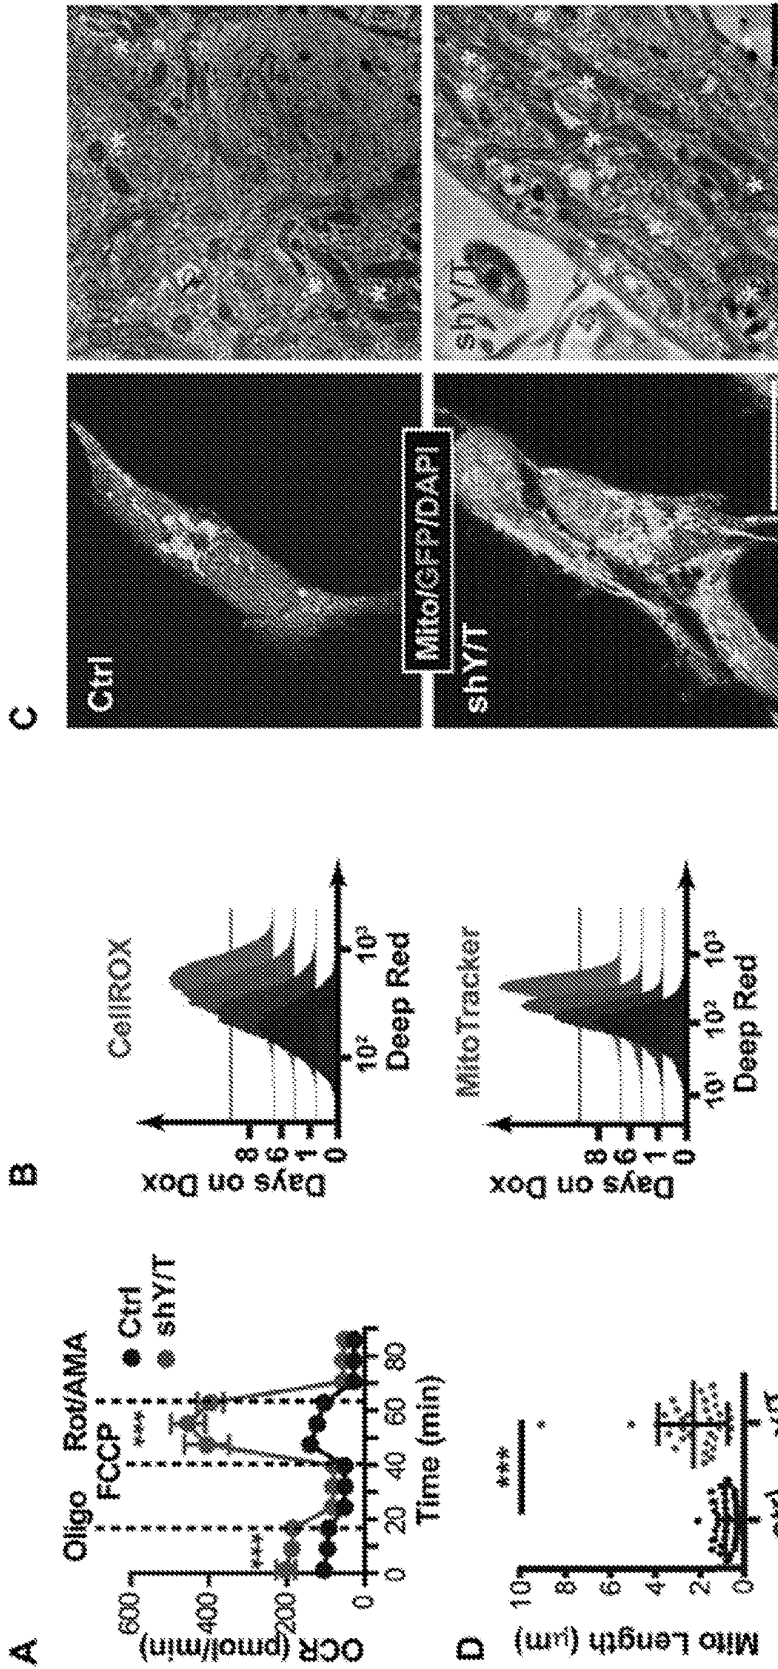 A
Oligo Rot/AMA
FCCP
Ctrl
shY/T
***
***
OCR (pmol/min)
600
400
200
0
0 20 40 60 80
Time (min)
B
CellROX
Days on Dox
8
6
1
0
10² 10³
Deep Red
MitoTracker
Days on Dox
8
6
1
0
10¹ 10² 10³
Deep Red
C
Ctrl
Mito/GFP/DAPI
shY/T
shY/T
D
***
Mito Length (μm)
10
8
6
4
2
0